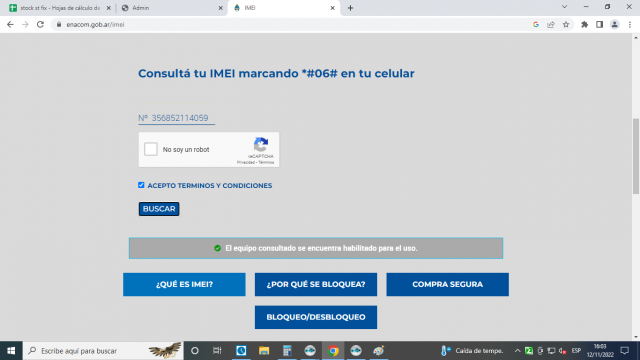 stock st fix - Hojas de cálculo de
Admin
IMEI
enacom.gob.ar/imei
Consultá tu IMEI marcando *#06# en tu celular
Nº 356852114059
No soy un robot
reCAPTCHA
Privacidad - Términos
ACEPTO TERMINOS Y CONDICIONES
BUSCAR
El equipo consultado se encuentra habilitado para el uso.
¿QUÉ ES IMEI?
¿POR QUÉ SE BLOQUEA?
COMPRA SEGURA
BLOQUEO/DESBLOQUEO
Escribe aquí para buscar
Caída de tempe.
ESP
16:03
12/11/2022